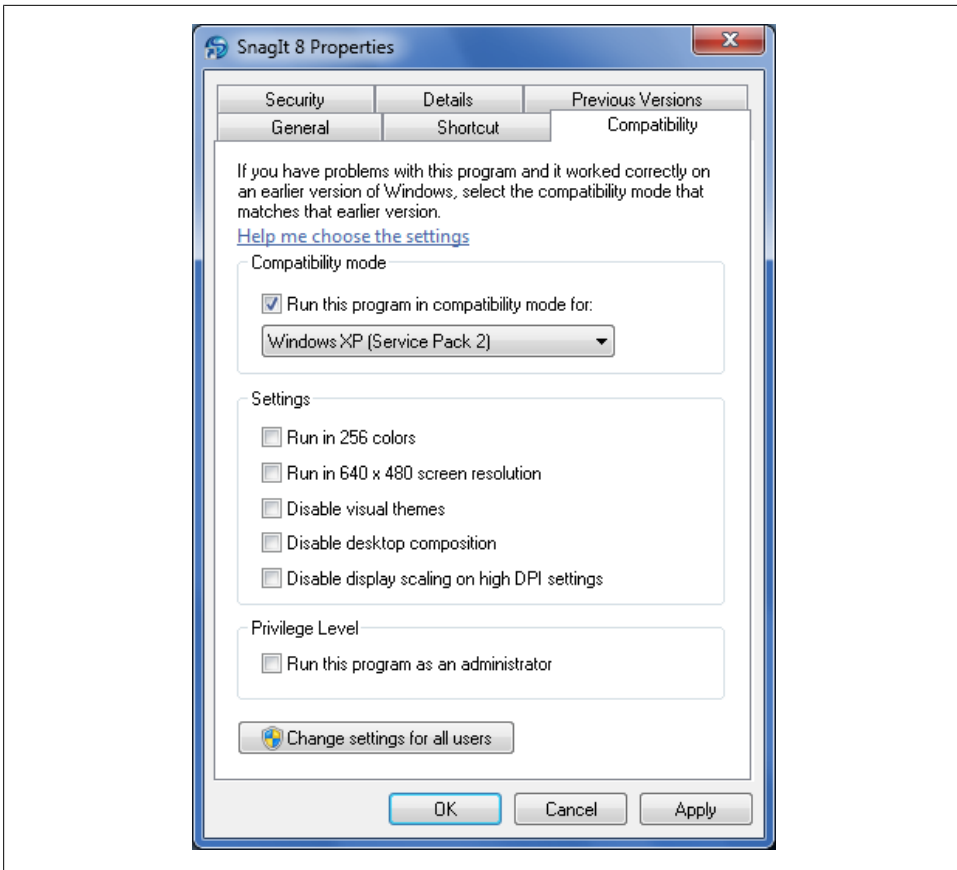 SnagIt 8 Properties
Security Details Previous Versions
General Shortcut Compatibility
If you have problems with this program and it worked correctly on
an earlier version of Windows, select the compatibility mode that
matches that earlier version.
Help me choose the settings
Compatibility mode
Run this program in compatibility mode for:
Windows XP (Service Pack 2)
Settings
Run in 256 colors
Run in 640 x 480 screen resolution
Disable visual themes
Disable desktop composition
Disable display scaling on high DPI settings
Privilege Level
Run this program as an administrator
Change settings for all users
OK Cancel Apply